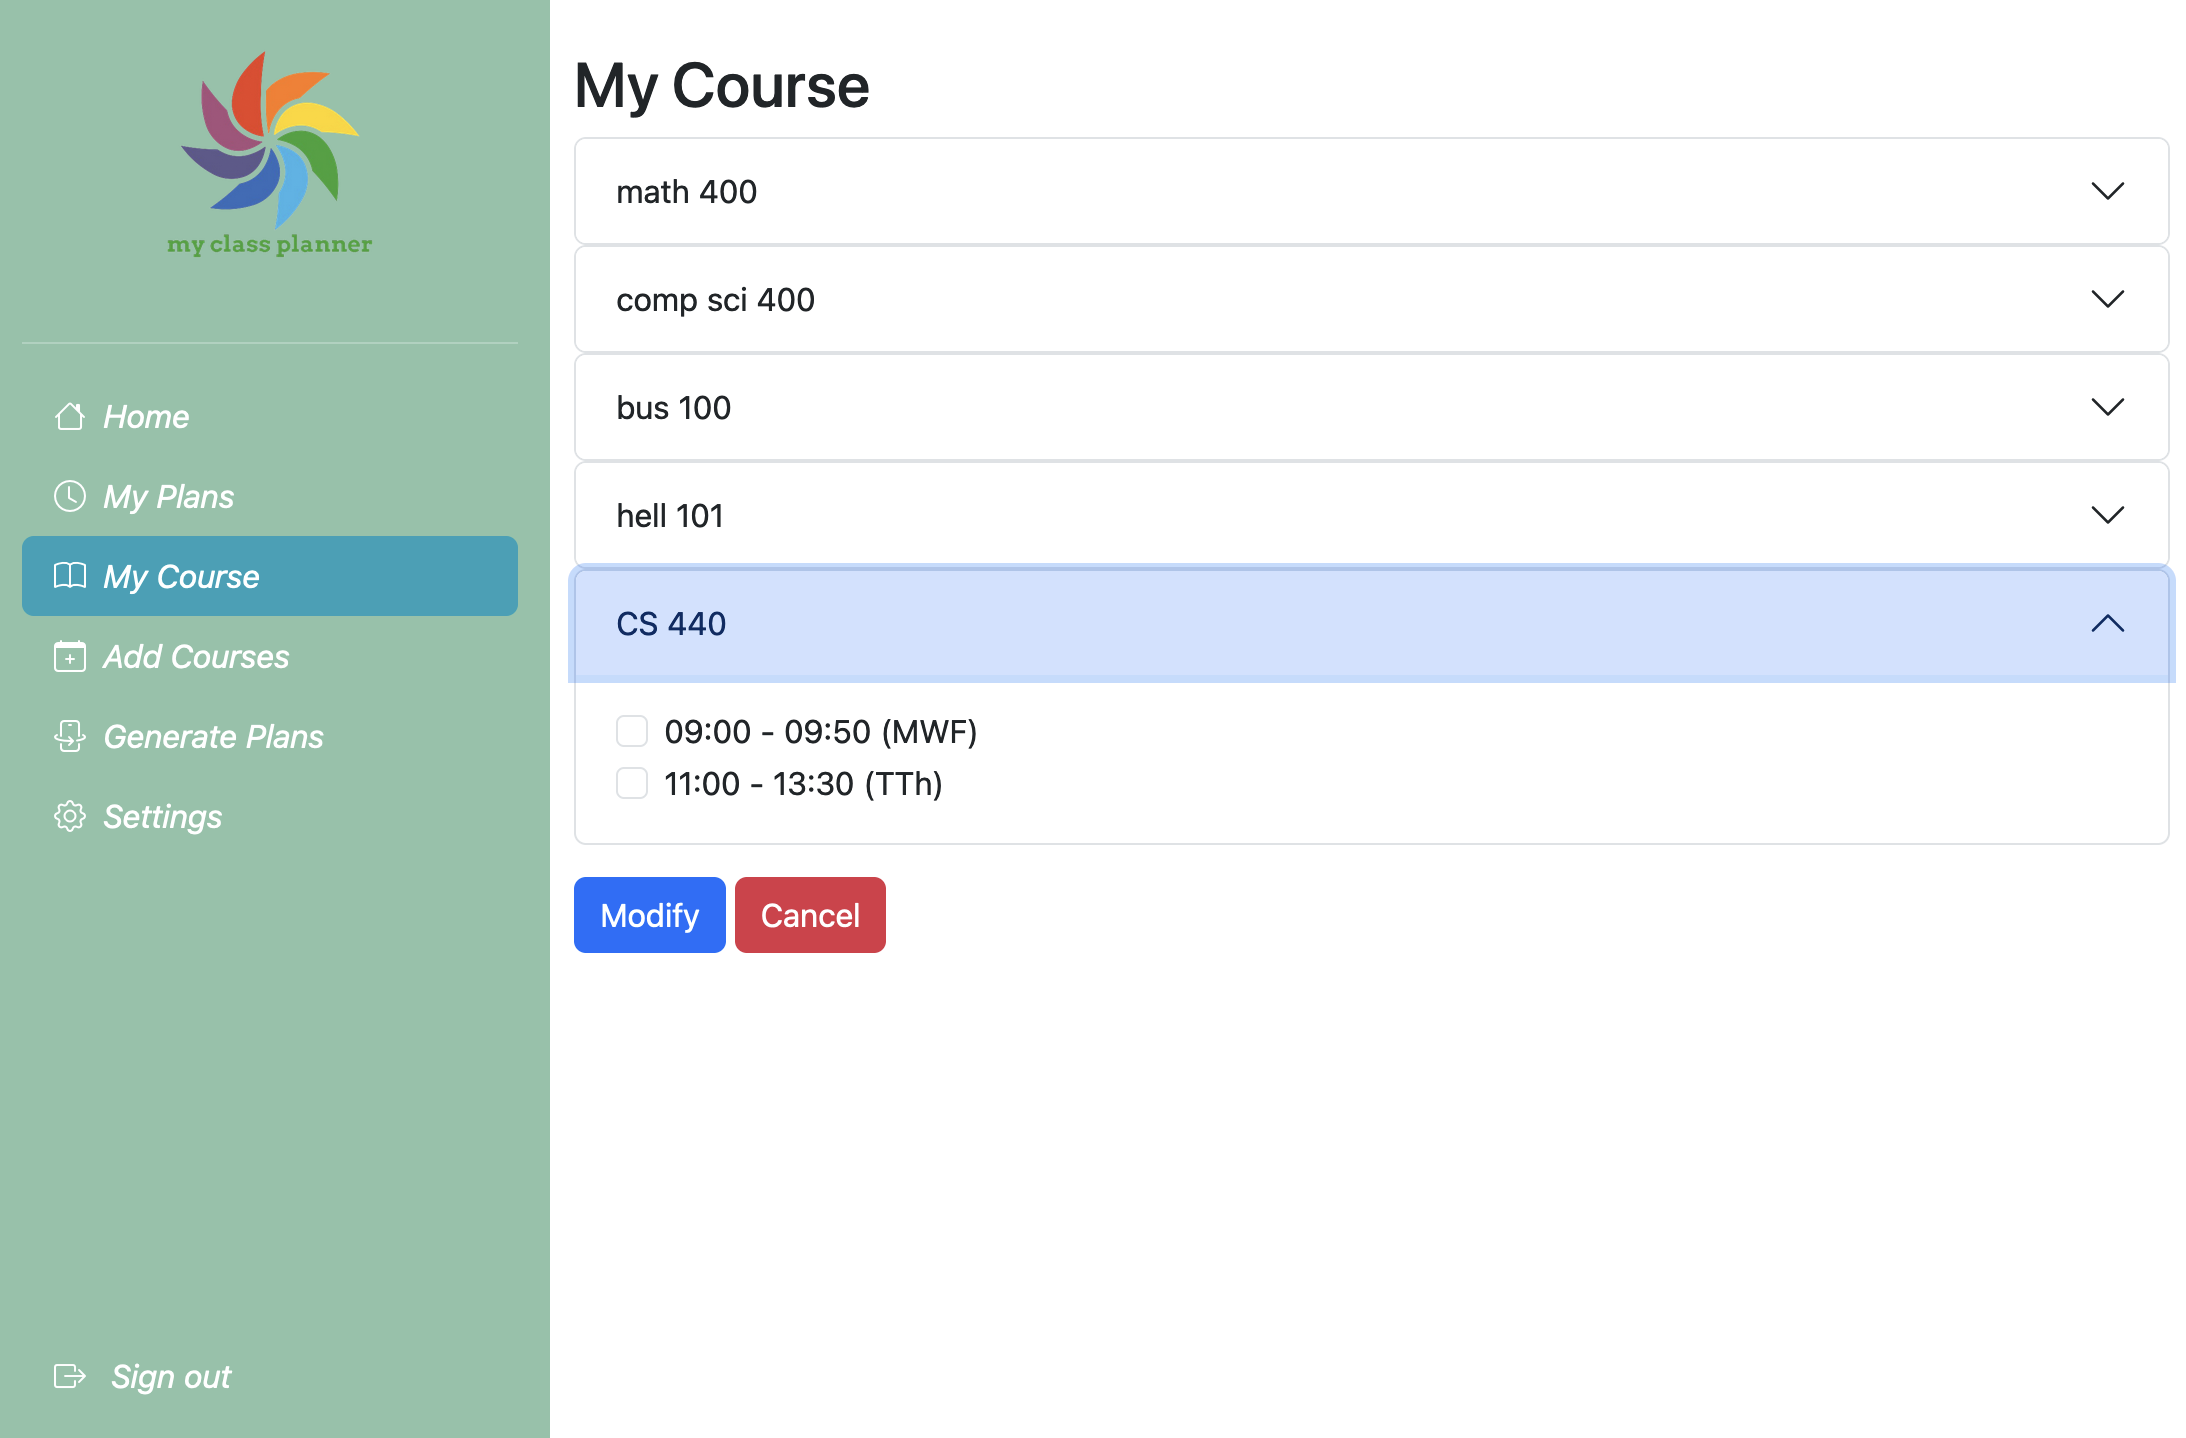 my class planner
Home
My Plans
My Course
Add Courses
Generate Plans
Settings
Sign out
My Course
math 400
comp sci 400
bus 100
hell 101
CS 440
09:00 - 09:50 (MWF)
11:00 - 13:30 (TTh)
Modify Cancel